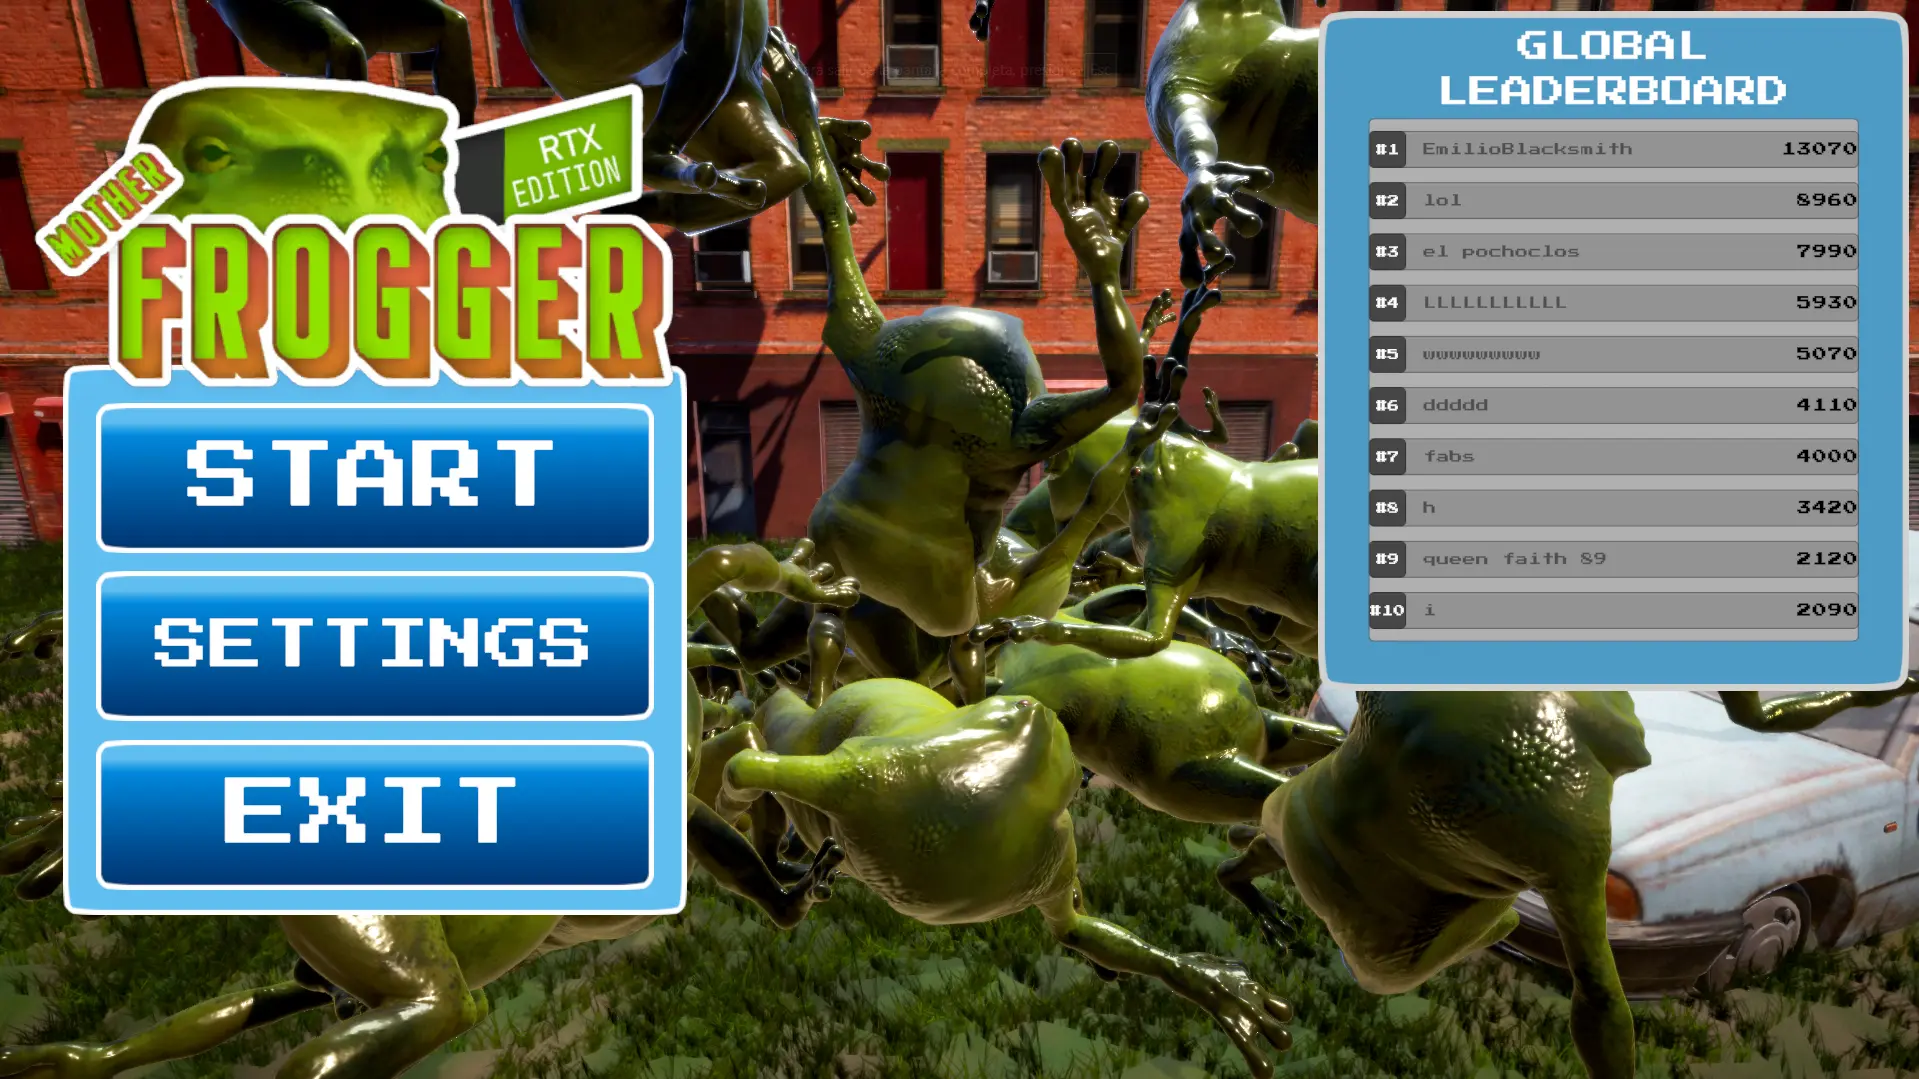 MOTHER
FROGGER
RTX
EDITION
START
SETTINGS
EXIT
GLOBAL
LEADERBOARD
#1 EmilioBlacksmith 13070
#2 lol 8960
#3 el pochoclos 7990
#4 LLLLLLLLLLL 5930
#5 wwwwwwwww 5070
#6 ddddd 4110
#7 fabs 4000
#8 h 3420
#9 queen faith 89 2120
#10 i 2090